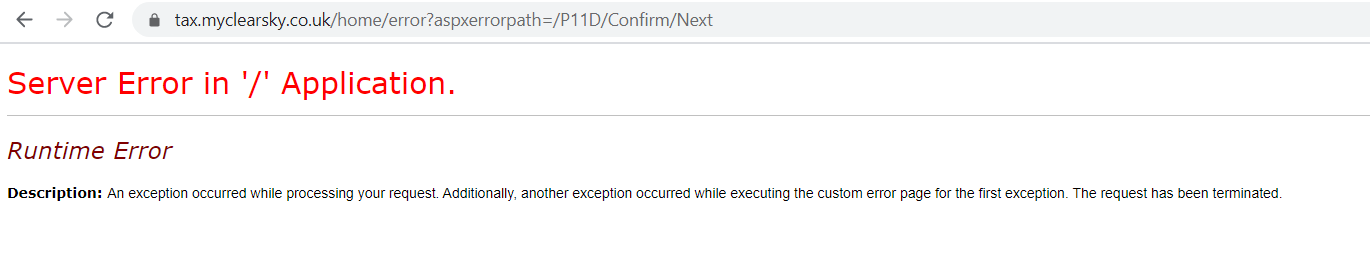 tax.myclearsky.co.uk/home/error?aspxerrorpath=/P11D/Confirm/Next
Server Error in '/' Application.
Runtime Error
Description: An exception occurred while processing your request. Additionally, another exception occurred while executing the custom error page for the first exception. The request has been terminated.